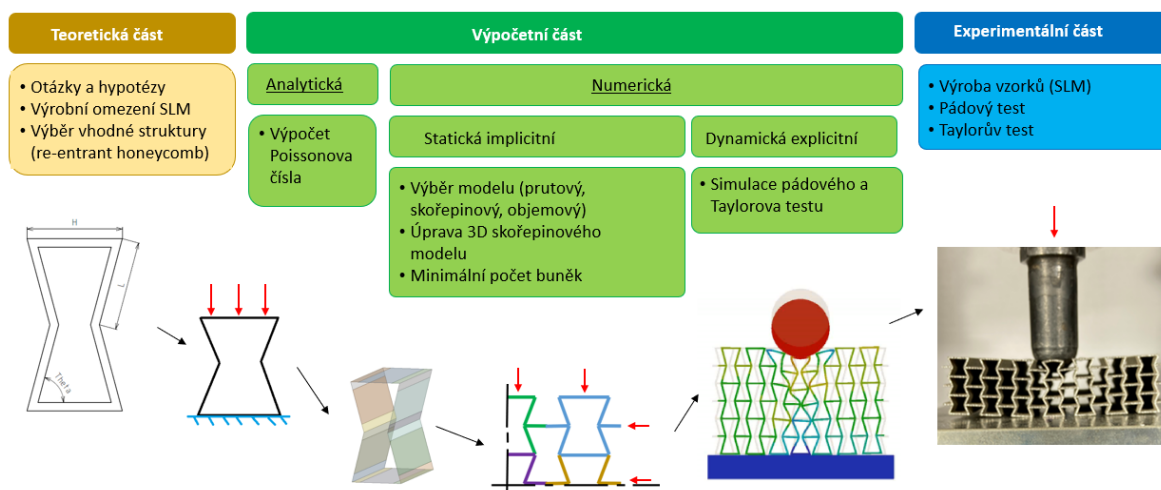 Teoretická část
Výpočetní část
Experimentální část
• Otázky a hypotézy
• Výrobní omezení SLM
• Výběr vhodné struktury
(re-entrant honeycomb)
Analytická
Numerická
• Výroba vzorků (SLM)
• Pádový test
• Taylorův test
• Výpočet
Poissonova
čísla
Statická implicitní
Dynamická explicitní
• Výběr modelu (prutový,
skořepinový, objemový)
• Úprava 3D skořepinového
modelu
• Minimální počet buněk
• Simulace pádového a
Taylorova testu
H
L
Theta